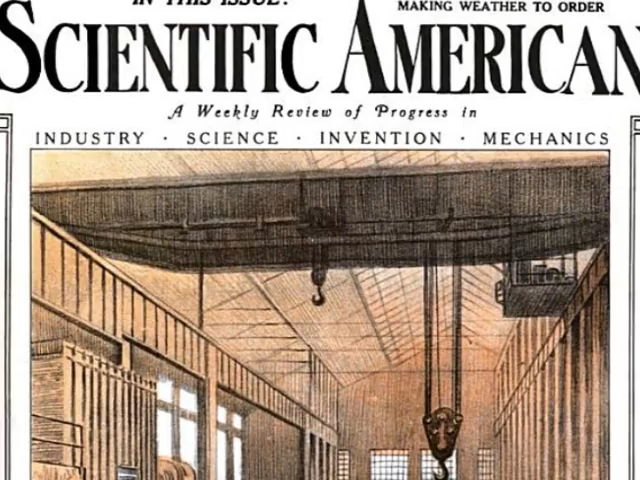 IN THIS ISSUE:
MAKING WEATHER TO ORDER
SCIENTIFIC AMERICAN
A Weekly Review of Progress in
INDUSTRY · SCIENCE · INVENTION · MECHANICS